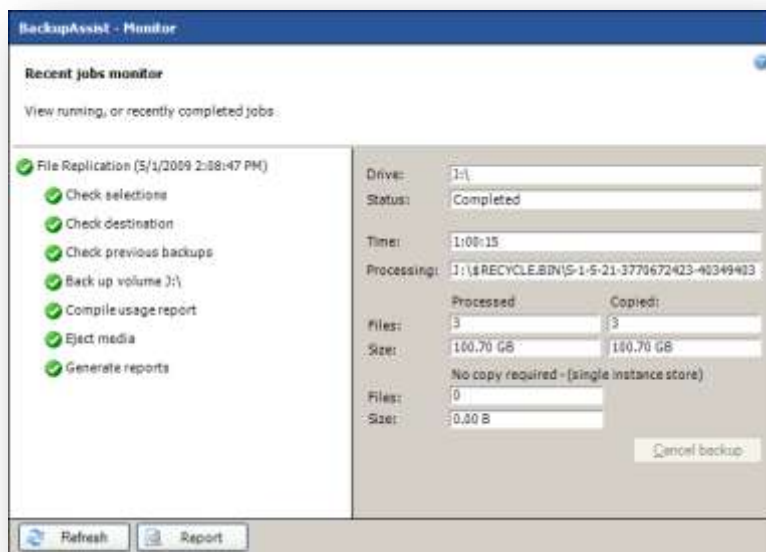 BackupAssist - Monitor
Recent jobs monitor
View running, or recently completed jobs
File Replication (5/1/2009 2:08:47 PM)
Check selections
Check destination
Check previous backups
Back up volume J:\
Compile usage report
Eject media
Generate reports
Drive: J:\
Status: Completed
Time: 1:00:15
Processing: J:\$RECYCLE.BIN\S-1-5-21-3770672423-40349403
Processed Copied:
Files: 3 3
Size: 100.70 GB 100.70 GB
No copy required - (single instance store)
Files: 0
Size: 0.00 B
Cancel backup
Refresh Report